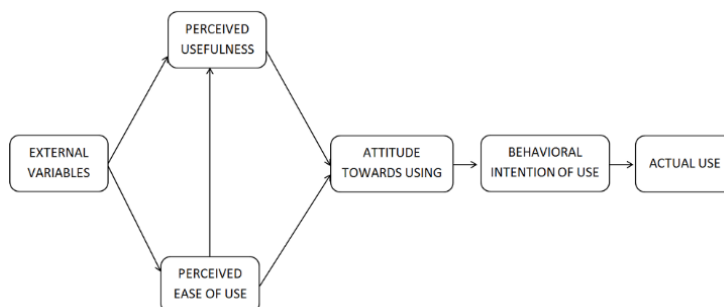 PERCEIVED
USEFULNESS
EXTERNAL
VARIABLES
ATTITUDE
TOWARDS USING
BEHAVIORAL
INTENTION OF USE
ACTUAL USE
PERCEIVED
EASE OF USE